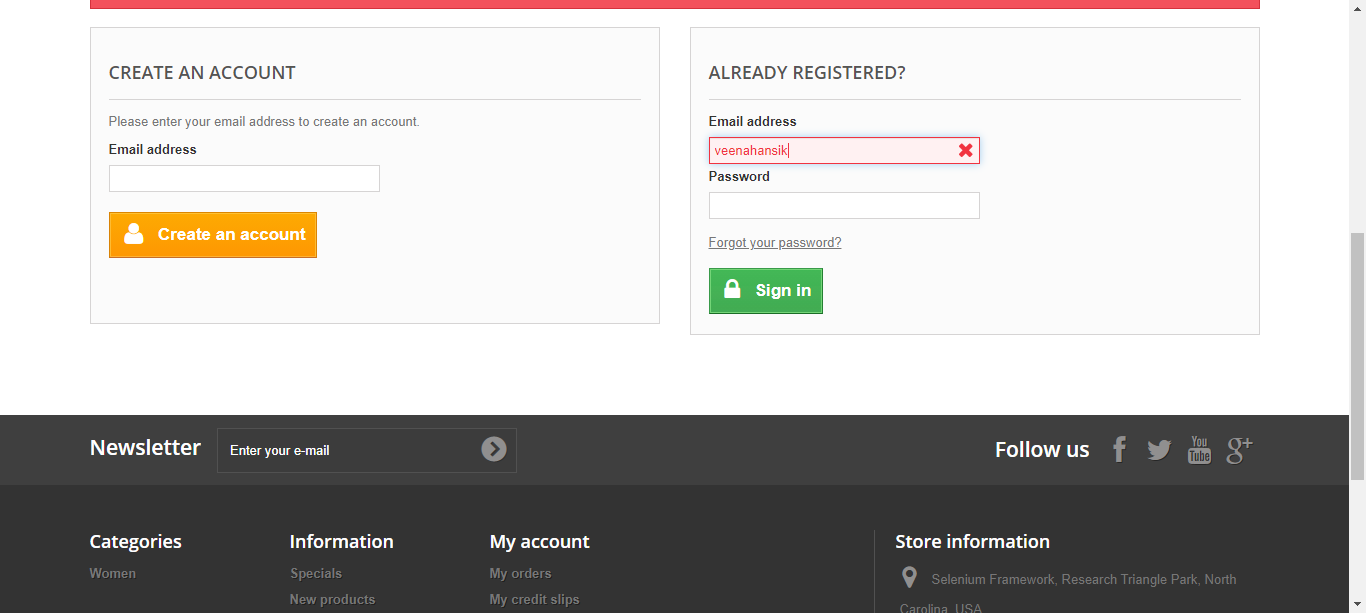 CREATE AN ACCOUNT
Please enter your email address to create an account.
Email address
Create an account
ALREADY REGISTERED?
Email address
veenahansik
Password
Forgot your password?
Sign in
Newsletter
Enter your e-mail
Follow us
You
Tube
g+
Categories
Women
Information
Specials
New products
My account
My orders
My credit slips
Store information
Selenium Framework, Research Triangle Park, North
Carolina, USA